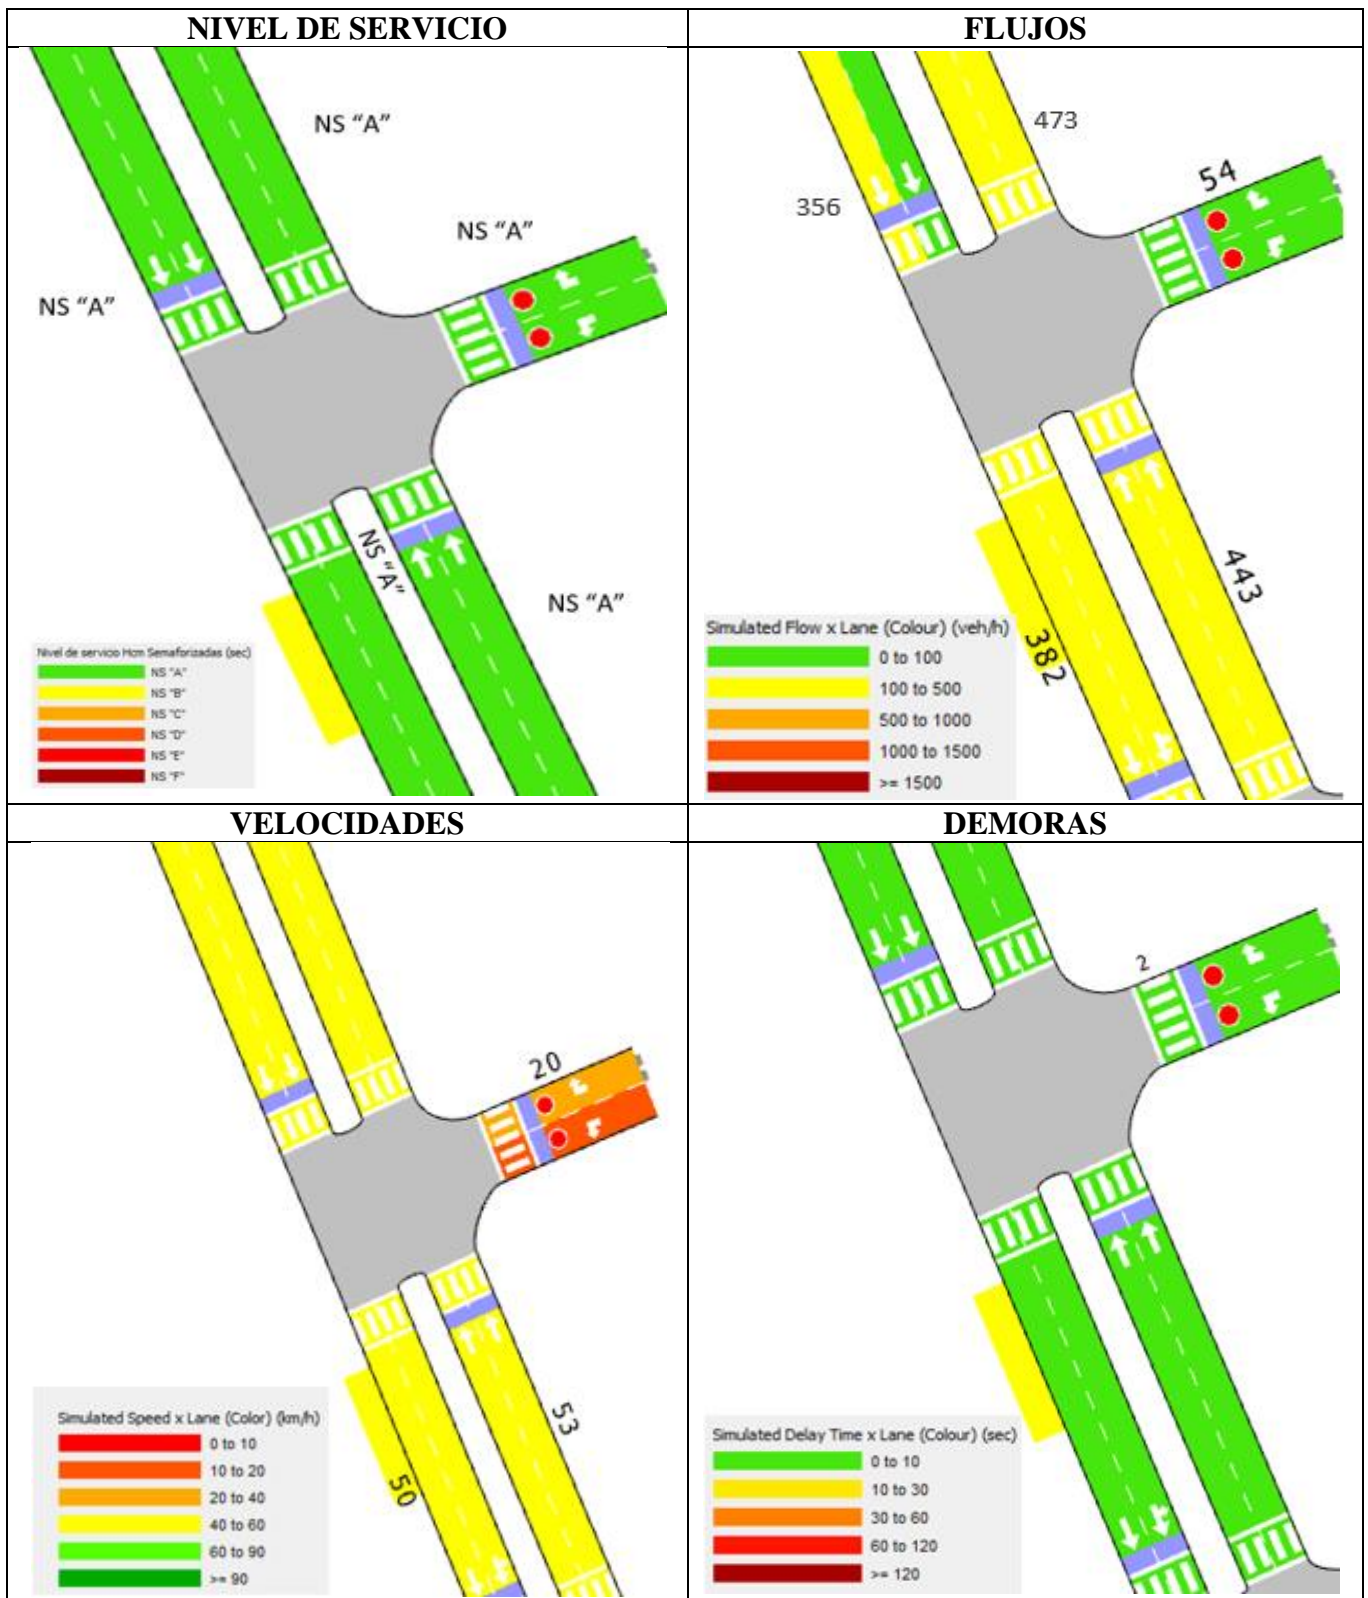 NIVEL DE SERVICIO
NS “A”
NS “A”
NS “A”
NS “A”
NS “A”
Nivel de servico Hcm Semaforizadas (sec)
NS "A"
NS "B"
NS "C"
NS "D"
NS "E"
NS "F"
FLUJOS
473
54
356
443
382
Simulated Flow x Lane (Colour) (veh/h)
0 to 100
100 to 500
500 to 1000
1000 to 1500
>= 1500
VELOCIDADES
20
53
50
Simulated Speed x Lane (Color) (km/h)
0 to 10
10 to 20
20 to 40
40 to 60
60 to 90
>= 90
DEMORAS
2
Simulated Delay Time x Lane (Colour) (sec)
0 to 10
10 to 30
30 to 60
60 to 120
>= 120